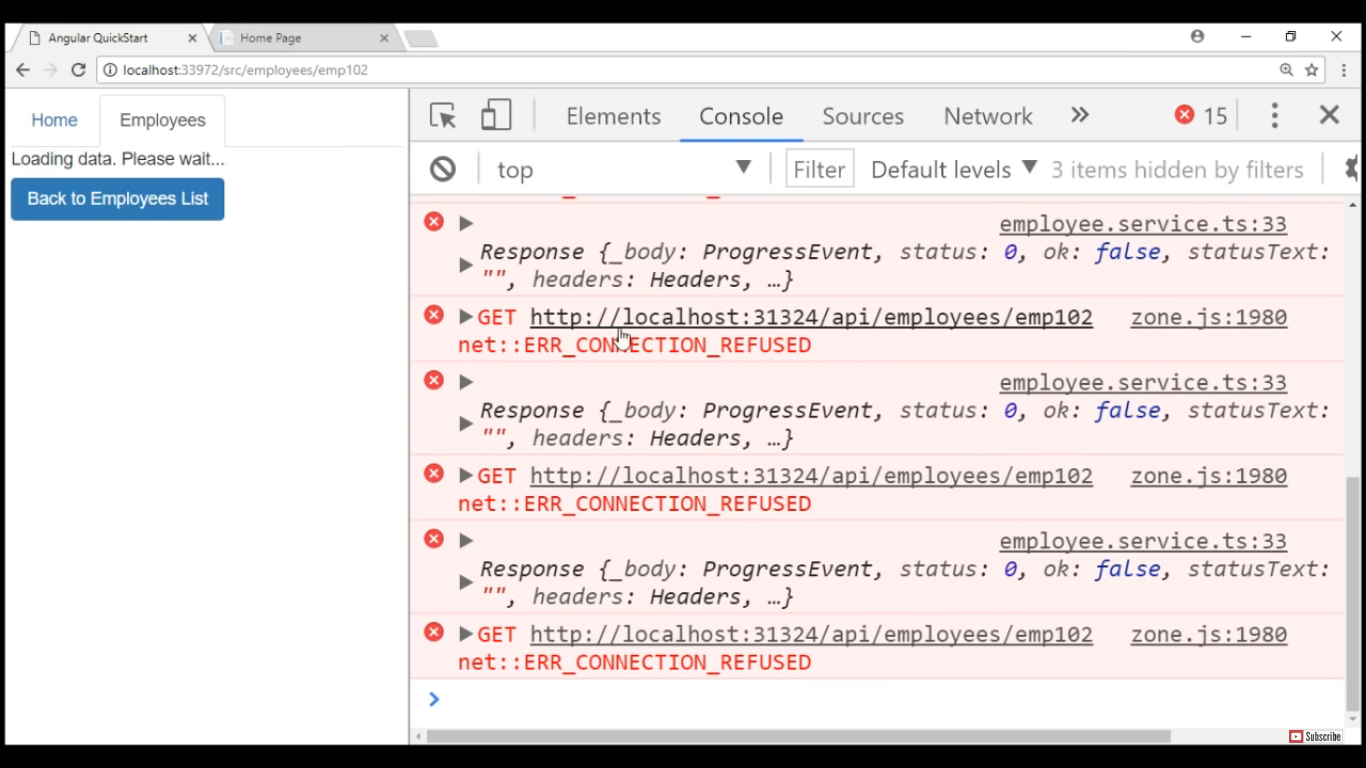 Angular QuickStart
Home Page
localhost:33972/src/employees/emp102
Home
Employees
Loading data. Please wait...
Back to Employees List
Elements Console Sources Network 15
top Filter Default levels 3 items hidden by filters
employee.service.ts:33
Response {_body: ProgressEvent, status: 0, ok: false, statusText:
"", headers: Headers, …}
GET http://localhost:31324/api/employees/emp102 zone.js:1980
net::ERR_CONNECTION_REFUSED
employee.service.ts:33
Response {_body: ProgressEvent, status: 0, ok: false, statusText:
"", headers: Headers, …}
GET http://localhost:31324/api/employees/emp102 zone.js:1980
net::ERR_CONNECTION_REFUSED
employee.service.ts:33
Response {_body: ProgressEvent, status: 0, ok: false, statusText:
"", headers: Headers, …}
GET http://localhost:31324/api/employees/emp102 zone.js:1980
net::ERR_CONNECTION_REFUSED
Subscribe